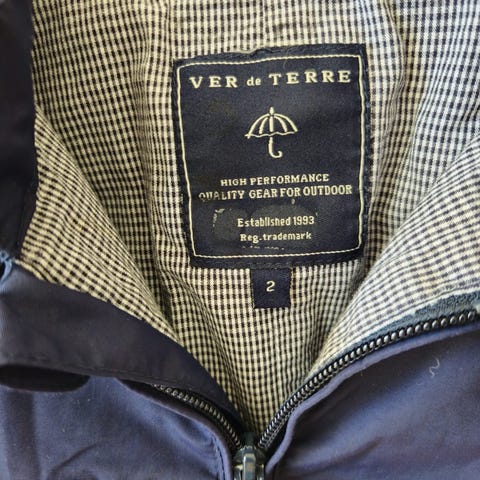 VER de TERRE
HIGH PERFORMANCE
QUALITY GEAR FOR OUTDOOR
Established 1993
Reg.trademark
2